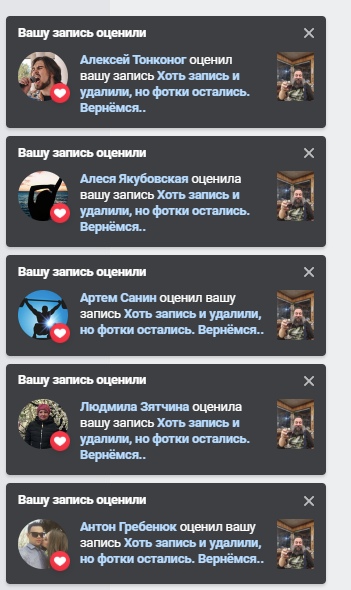 Вашу запись оценили
Алексей Тонконог оценил
вашу запись Хоть запись и
удалили, но фотки остались.
Вернёмся..
Вашу запись оценили
Алеся Якубовская оценила
вашу запись Хоть запись и
удалили, но фотки остались.
Вернёмся..
Вашу запись оценили
Артем Санин оценил вашу
запись Хоть запись и удалили,
но фотки остались. Вернёмся..
Вашу запись оценили
Людмила Зятчина оценила
вашу запись Хоть запись и
удалили, но фотки остались.
Вернёмся..
Вашу запись оценили
Антон Гребенюк оценил вашу
запись Хоть запись и удалили,
но фотки остались. Вернёмся..